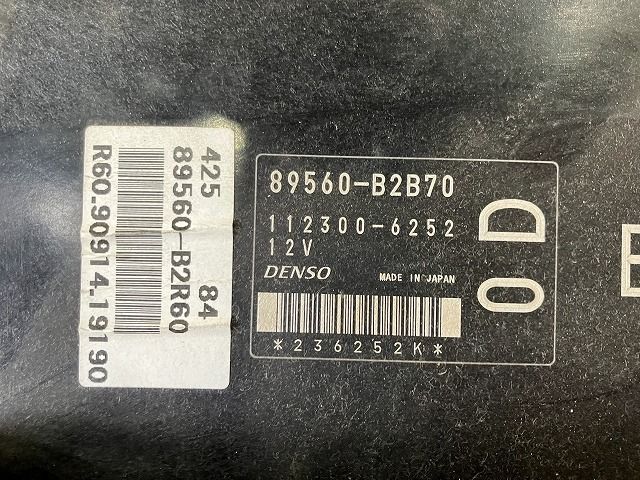 425 84
89560-B2R60
R60.90914.19190
89560-B2B70
112300-6252
12V
DENSO MADE IN JAPAN
*236252K*
0D